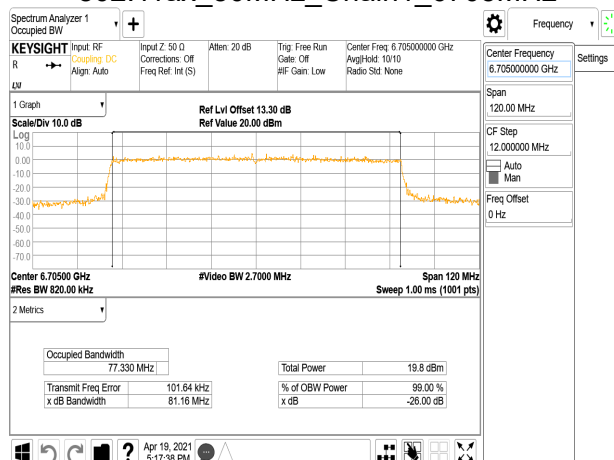 Spectrum Analyzer 1
Occupied BW
Frequency
KEYSIGHT
R
Input: RF
Coupling: DC
Align: Auto
Input Z: 50 Ω
Corrections: Off
Freq Ref: Int (S)
Atten: 20 dB
Trig: Free Run
Gate: Off
#IF Gain: Low
Center Freq: 6.705000000 GHz
Avg|Hold: 10/10
Radio Std: None
Center Frequency
6.705000000 GHz
Settings
Span
120.00 MHz
CF Step
12.000000 MHz
Auto
Man
Freq Offset
0 Hz
1 Graph
Scale/Div 10.0 dB
Ref Lvl Offset 13.30 dB
Ref Value 20.00 dBm
Log
10.0
0.00
-10.0
-20.0
-30.0
-40.0
-50.0
-60.0
-70.0
Center 6.70500 GHz
#Video BW 2.7000 MHz
Span 120 MHz
#Res BW 820.00 kHz
Sweep 1.00 ms (1001 pts)
2 Metrics
Occupied Bandwidth
77.330 MHz
Total Power 19.8 dBm
Transmit Freq Error 101.64 kHz
% of OBW Power 99.00 %
x dB Bandwidth 81.16 MHz
x dB -26.00 dB
Apr 19, 2021
5:17:38 PM